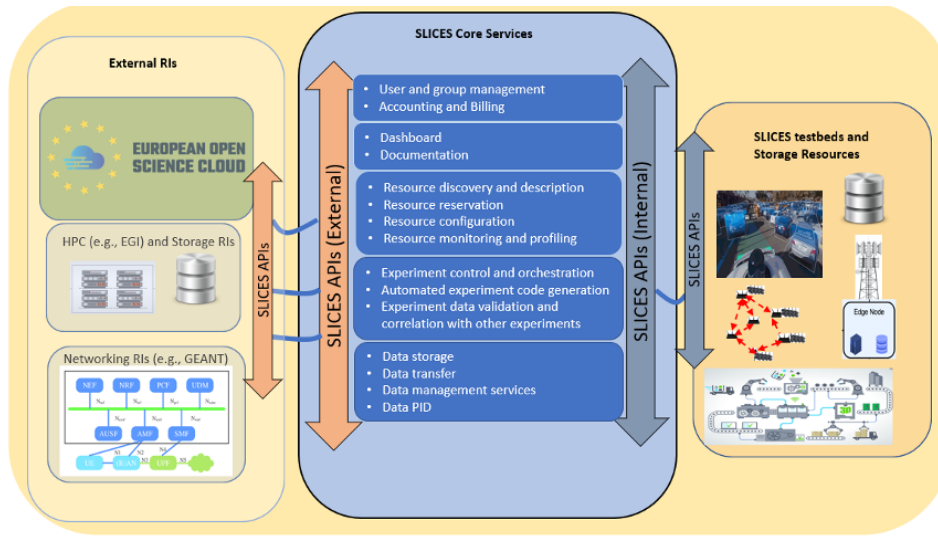 SLICES Core Services
External RIs
EUROPEAN OPEN
SCIENCE CLOUD
HPC (e.g., EGI) and Storage RIs
Networking RIs (e.g., GEANT)
NEF
NRF
PCF
UDM
AUSF
AMF
SMF
N1
N2
UE
UPF
SLICES APIs
SLICES APIs (External)
• User and group management
• Accounting and Billing
• Dashboard
• Documentation
• Resource discovery and description
• Resource reservation
• Resource configuration
• Resource monitoring and profiling
• Experiment control and orchestration
• Automated experiment code generation
• Experiment data validation and
correlation with other experiments
• Data storage
• Data transfer
• Data management services
• Data PID
SLICES APIs (Internal)
SLICES APIs
SLICES testbeds and
Storage Resources
Edge Node